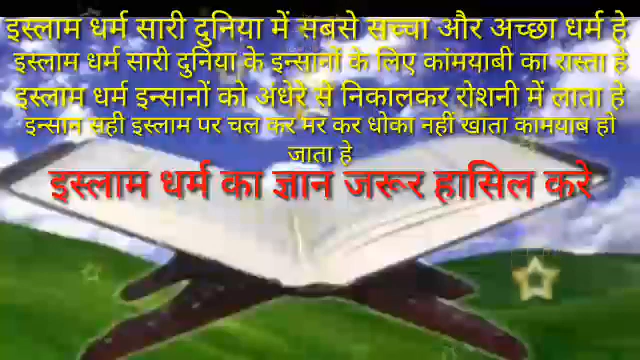 इस्लाम धर्म सारी दुनिया में सबसे सच्चा और अच्छा धर्म हे
इस्लाम धर्म सारी दुनिया के इन्सानों के लिए कांमयाबी का रास्ता हे
इस्लाम धर्म इन्सानों को अंधेरे से निकालकर रोशनी में लाता हे
इन्सान सही इस्लाम पर चल कर मर कर धोका नहीं खाता कामयाब हो
जाता हे
इस्लाम धर्म का ज्ञान जरूर हासिल करे